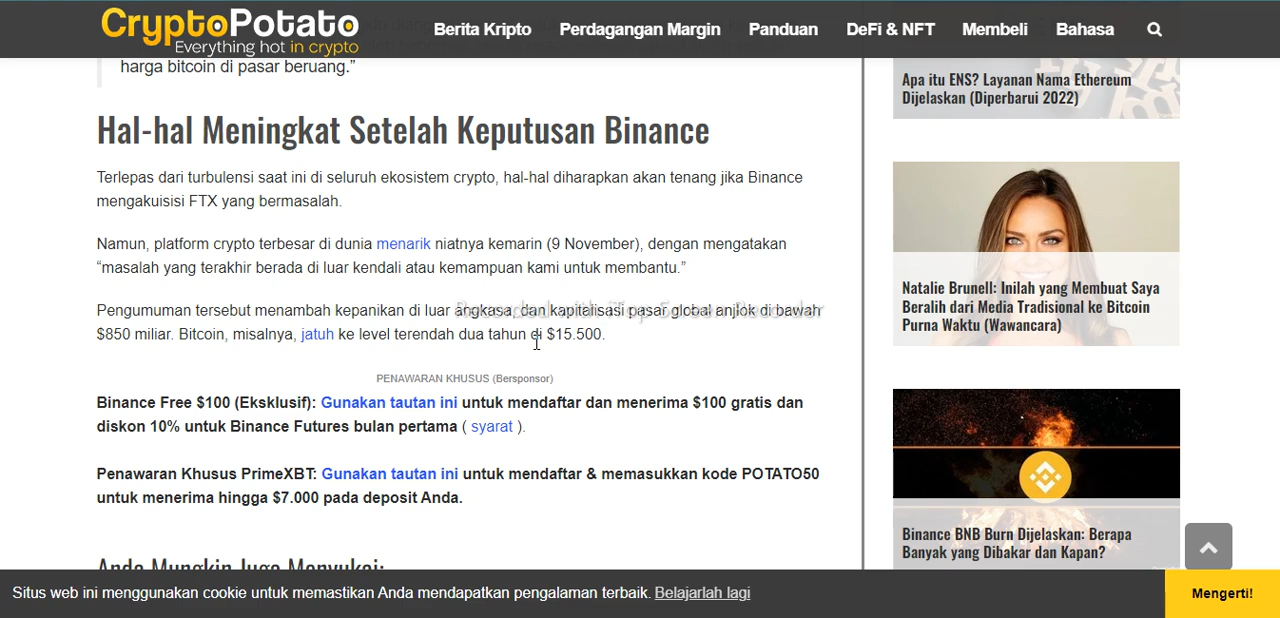 CryptoPotato
Everything hot in crypto
Berita Kripto
Perdagangan Margin
Panduan
DeFi & NFT
Membeli
Bahasa
harga bitcoin di pasar beruang.”
Hal-hal Meningkat Setelah Keputusan Binance
Terlepas dari turbulensi saat ini di seluruh ekosistem crypto, hal-hal diharapkan akan tenang jika Binance
mengakuisisi FTX yang bermasalah.
Namun, platform crypto terbesar di dunia menarik niatnya kemarin (9 November), dengan mengatakan
“masalah yang terakhir berada di luar kendali atau kemampuan kami untuk membantu.”
Pengumuman tersebut menambah kepanikan di luar angkasa, dan kapitalisasi pasar global anjlok di bawah
$850 miliar. Bitcoin, misalnya, jatuh ke level terendah dua tahun di $15.500.
Recorded with iTop Screen Recorder
PENAWARAN KHUSUS (Bersponsor)
Binance Free $100 (Eksklusif): Gunakan tautan ini untuk mendaftar dan menerima $100 gratis dan
diskon 10% untuk Binance Futures bulan pertama ( syarat ).
Penawaran Khusus PrimeXBT: Gunakan tautan ini untuk mendaftar & memasukkan kode POTATO50
untuk menerima hingga $7.000 pada deposit Anda.
Anda Mungkin Juga Menyukai:
Apa itu ENS? Layanan Nama Ethereum
Dijelaskan (Diperbarui 2022)
Natalie Brunell: Inilah yang Membuat Saya
Beralih dari Media Tradisional ke Bitcoin
Purna Waktu (Wawancara)
Binance BNB Burn Dijelaskan: Berapa
Banyak yang Dibakar dan Kapan?
Situs web ini menggunakan cookie untuk memastikan Anda mendapatkan pengalaman terbaik. Belajarlah lagi
Mengerti!